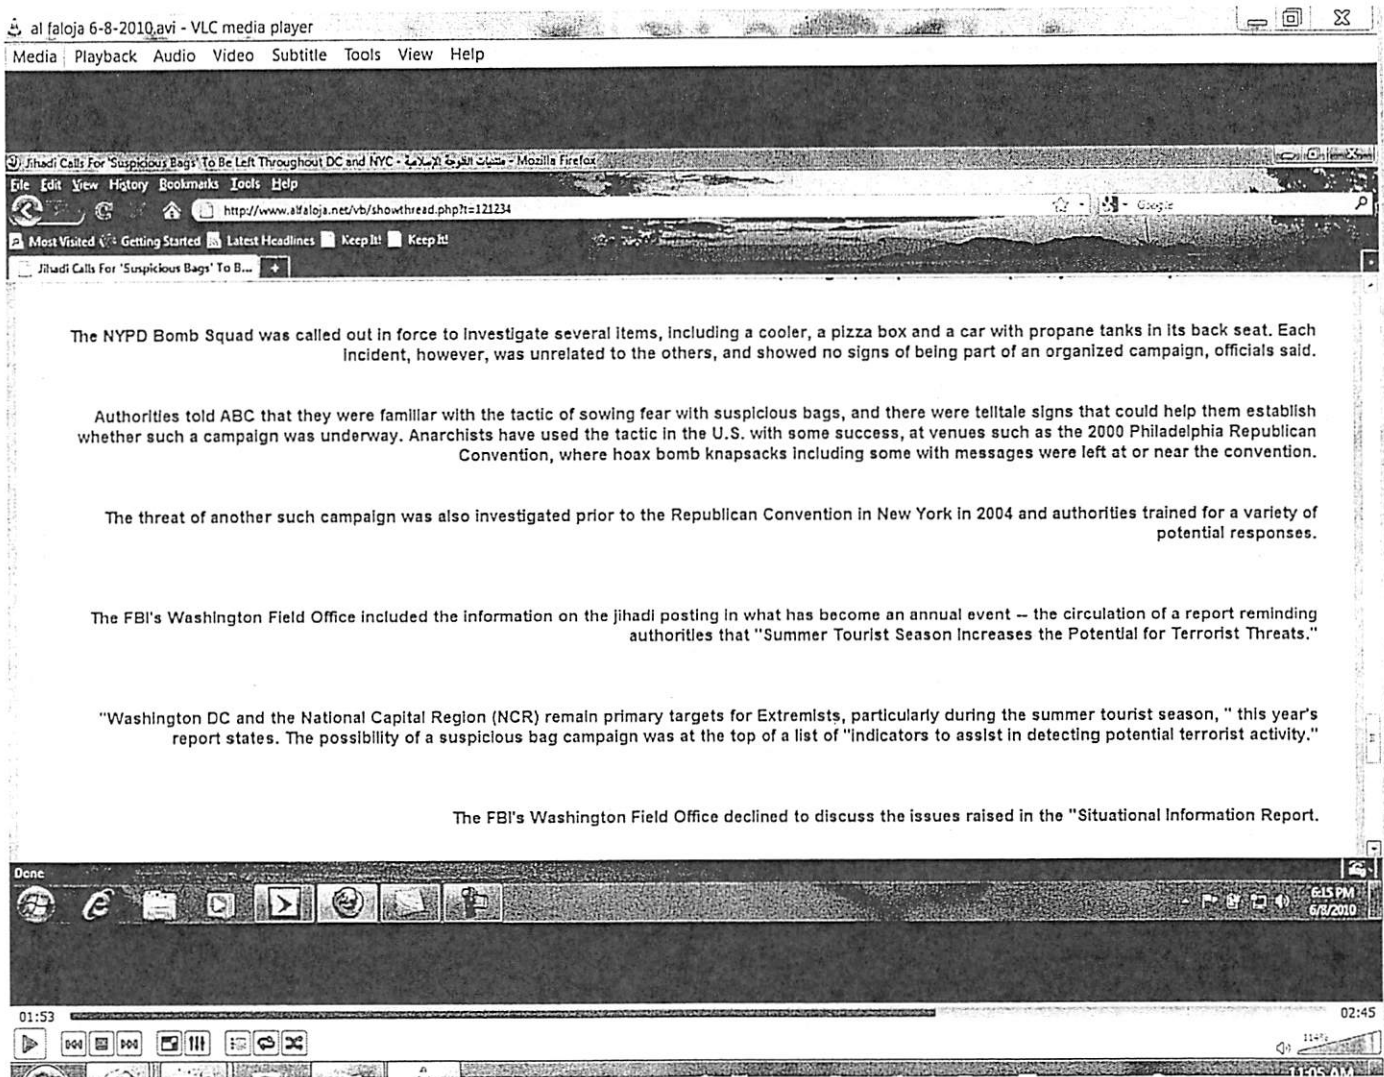 al faloja 6-8-2010.avi - VLC media player
Media Playback Audio Video Subtitle Tools View Help
Jihadi Calls For 'Suspicious Bags' To Be Left Throughout DC and NYC - منتديات الفلوجة الإسلامية - Mozilla Firefox
File Edit View History Bookmarks Tools Help
http://www.alfaloja.net/vb/showthread.php?t=121234
Google
Most Visited Getting Started Latest Headlines Keep It! Keep It!
Jihadi Calls For 'Suspicious Bags' To B...
The NYPD Bomb Squad was called out in force to investigate several items, including a cooler, a pizza box and a car with propane tanks in its back seat. Each
incident, however, was unrelated to the others, and showed no signs of being part of an organized campaign, officials said.
Authorities told ABC that they were familiar with the tactic of sowing fear with suspicious bags, and there were telltale signs that could help them establish
whether such a campaign was underway. Anarchists have used the tactic in the U.S. with some success, at venues such as the 2000 Philadelphia Republican
Convention, where hoax bomb knapsacks including some with messages were left at or near the convention.
The threat of another such campaign was also investigated prior to the Republican Convention in New York in 2004 and authorities trained for a variety of
potential responses.
The FBI's Washington Field Office included the information on the jihadi posting in what has become an annual event -- the circulation of a report reminding
authorities that "Summer Tourist Season Increases the Potential for Terrorist Threats."
"Washington DC and the National Capital Region (NCR) remain primary targets for Extremists, particularly during the summer tourist season, " this year's
report states. The possibility of a suspicious bag campaign was at the top of a list of "indicators to assist in detecting potential terrorist activity."
The FBI's Washington Field Office declined to discuss the issues raised in the "Situational Information Report.
Done
6:15 PM
6/8/2010
01:53
02:45
114%
11:05 AM